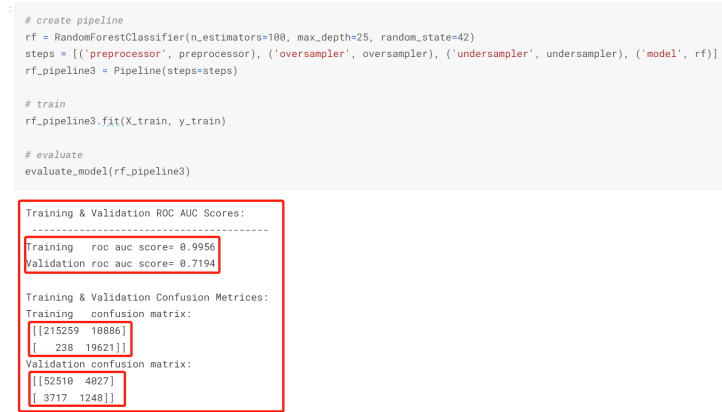 # create pipeline
rf = RandomForestClassifier(n_estimators=100, max_depth=25, random_state=42)
steps = [('preprocessor', preprocessor), ('oversampler', oversampler), ('undersampler', undersampler), ('model', rf)]
rf_pipeline3 = Pipeline(steps=steps)
# train
rf_pipeline3.fit(X_train, y_train)
# evaluate
evaluate_model(rf_pipeline3)
Training & Validation ROC AUC Scores:
----------------------------------------
Training   roc auc score= 0.9956
Validation roc auc score= 0.7194
Training & Validation Confusion Metrices:
Training   confusion matrix:
[[215259  10886]
[   238  19621]]
Validation confusion matrix:
[[52510  4027]
[ 3717  1248]]